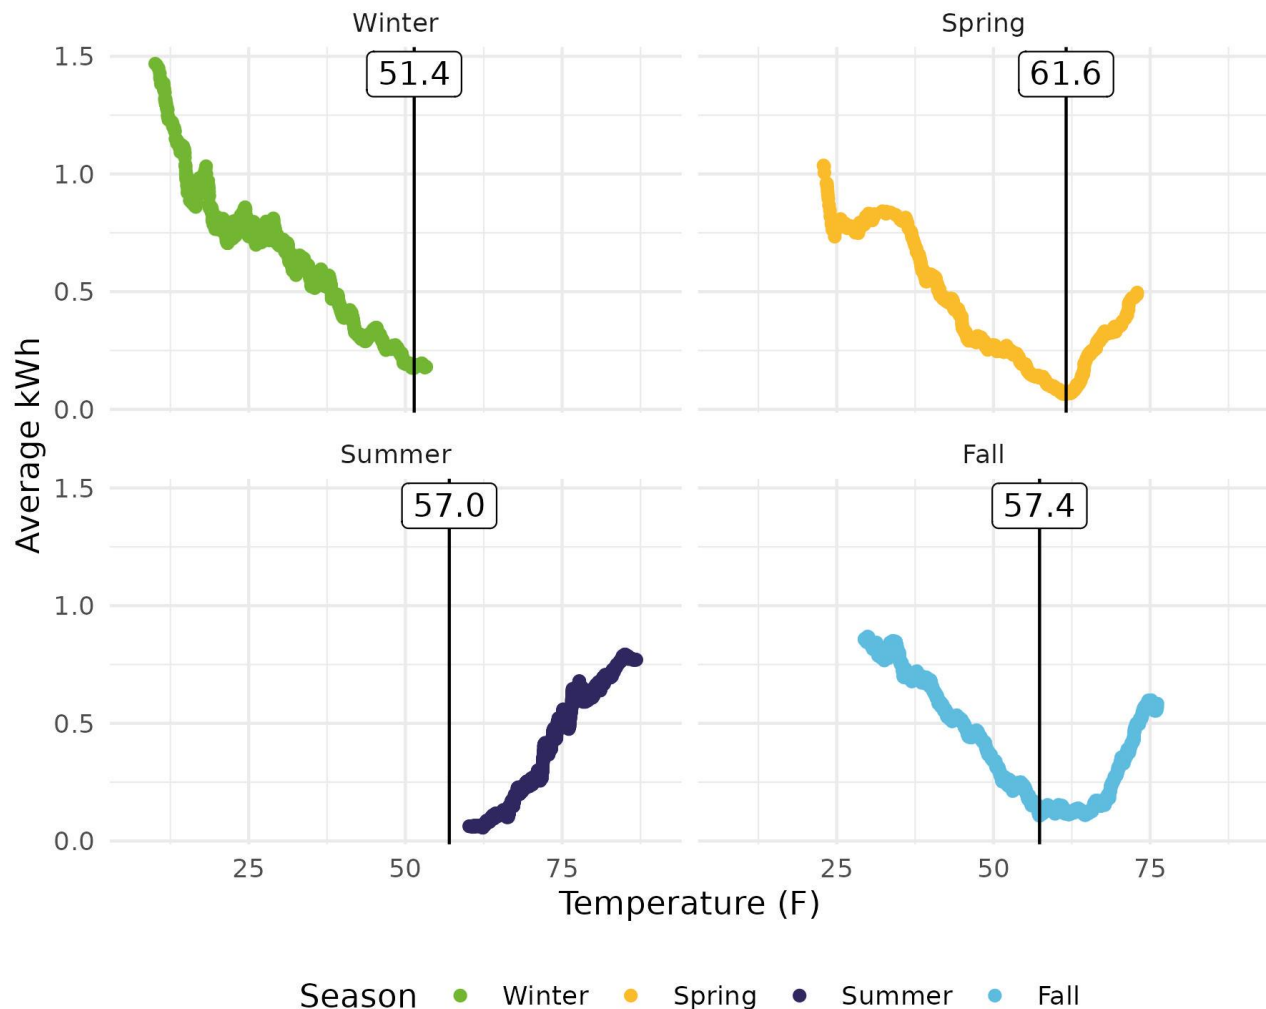 Winter
Spring
1.5
51.4
61.6
1.0
0.5
0.0
Average kWh
Summer
Fall
1.5
57.0
57.4
1.0
0.5
0.0
25 50 75 25 50 75
Temperature (F)
Season Winter Spring Summer Fall